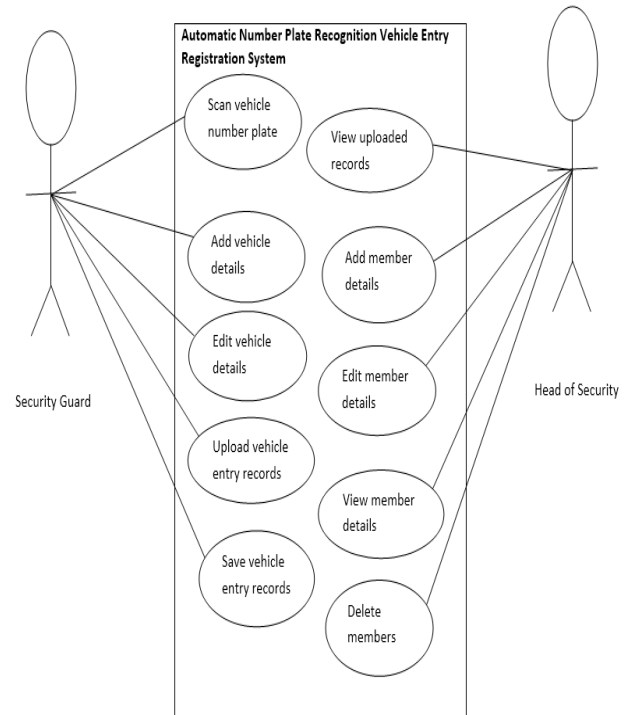 Automatic Number Plate Recognition Vehicle Entry
Registration System
Scan vehicle
number plate
View uploaded
records
Add vehicle
details
Add member
details
Edit vehicle
details
Edit member
details
Security Guard
Head of Security
Upload vehicle
entry records
View member
details
Save vehicle
entry records
Delete
members